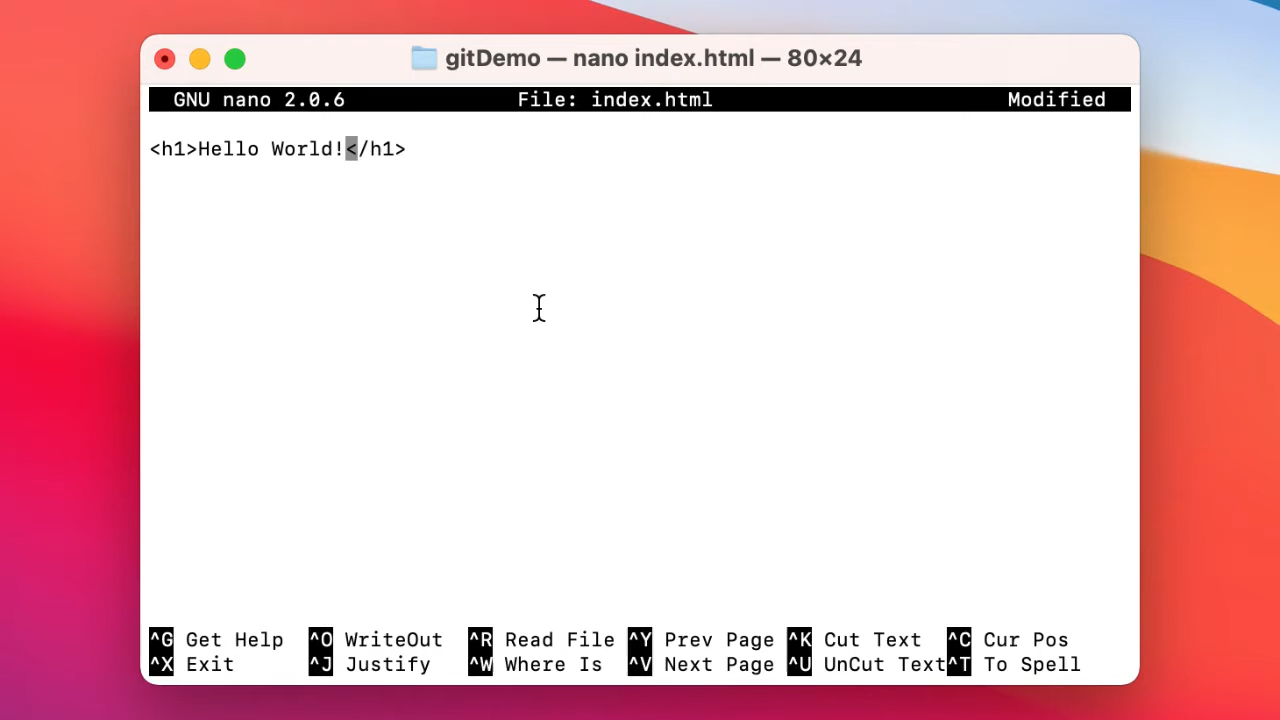 gitDemo — nano index.html — 80×24
GNU nano 2.0.6 File: index.html Modified
<h1>Hello World!</h1>
^G Get Help ^O WriteOut ^R Read File ^Y Prev Page ^K Cut Text ^C Cur Pos
^X Exit ^J Justify ^W Where Is ^V Next Page ^U UnCut Text ^T To Spell